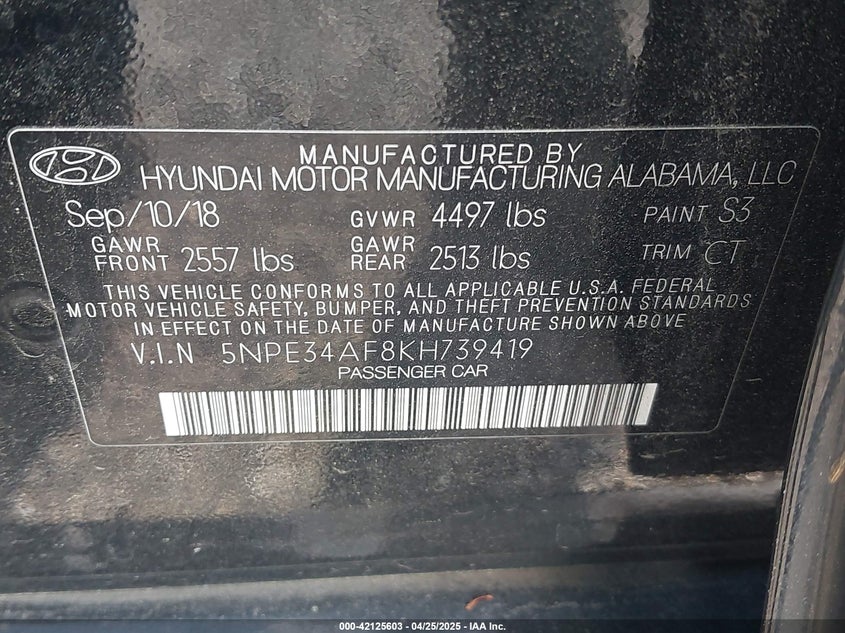 MANUFACTURED BY
HYUNDAI MOTOR MANUFACTURING ALABAMA, LLC
Sep/10/18 GVWR 4497 lbs PAINT S3
GAWR FRONT 2557 lbs GAWR REAR 2513 lbs TRIM CT
THIS VEHICLE CONFORMS TO ALL APPLICABLE U.S.A. FEDERAL
MOTOR VEHICLE SAFETY, BUMPER, AND THEFT PREVENTION STANDARDS
IN EFFECT ON THE DATE OF MANUFACTURE SHOWN ABOVE
V.I.N 5NPE34AF8KH739419
PASSENGER CAR
000-42125603 / 04/25/2025 - IAA Inc.